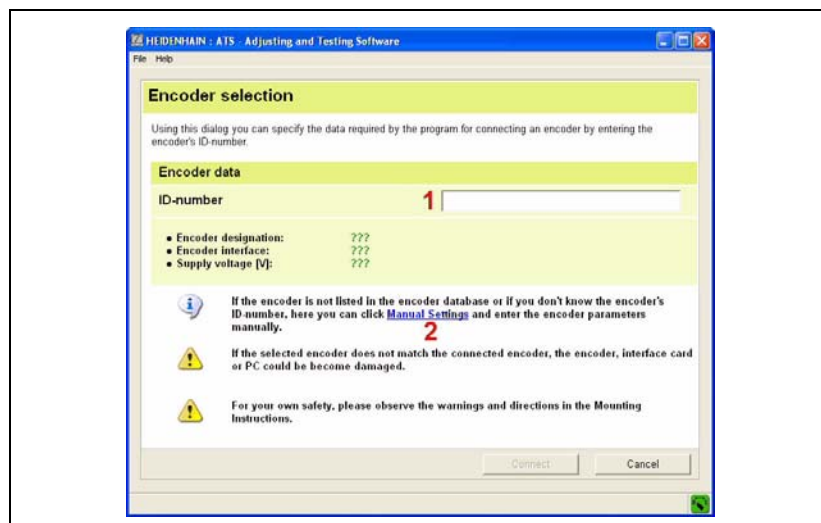 HEIDENHAIN : ATS - Adjusting and Testing Software
File Help
Encoder selection
Using this dialog you can specify the data required by the program for connecting an encoder by entering the
encoder's ID-number.
Encoder data
ID-number 1
• Encoder designation: ???
• Encoder interface: ???
• Supply voltage [V]: ???
If the encoder is not listed in the encoder database or if you don't know the encoder's
ID-number, here you can click Manual Settings and enter the encoder parameters
manually.
2
If the selected encoder does not match the connected encoder, the encoder, interface card
or PC could be become damaged.
For your own safety, please observe the warnings and directions in the Mounting
Instructions.
Connect Cancel